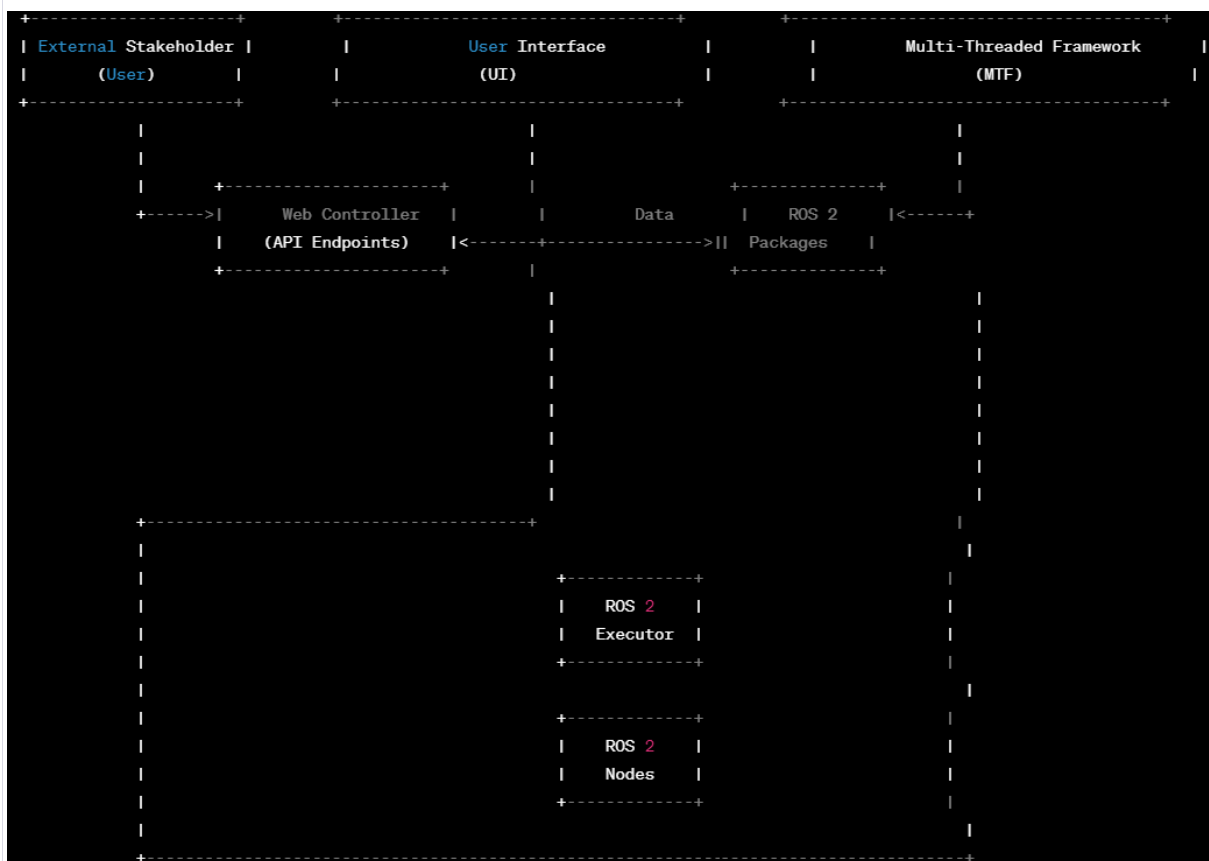 External Stakeholder
User Interface
Multi-Threaded Framework
(User)
(UI)
(MTF)
Web Controller
Data
ROS 2
(API Endpoints)
Packages
ROS 2
Executor
ROS 2
Nodes